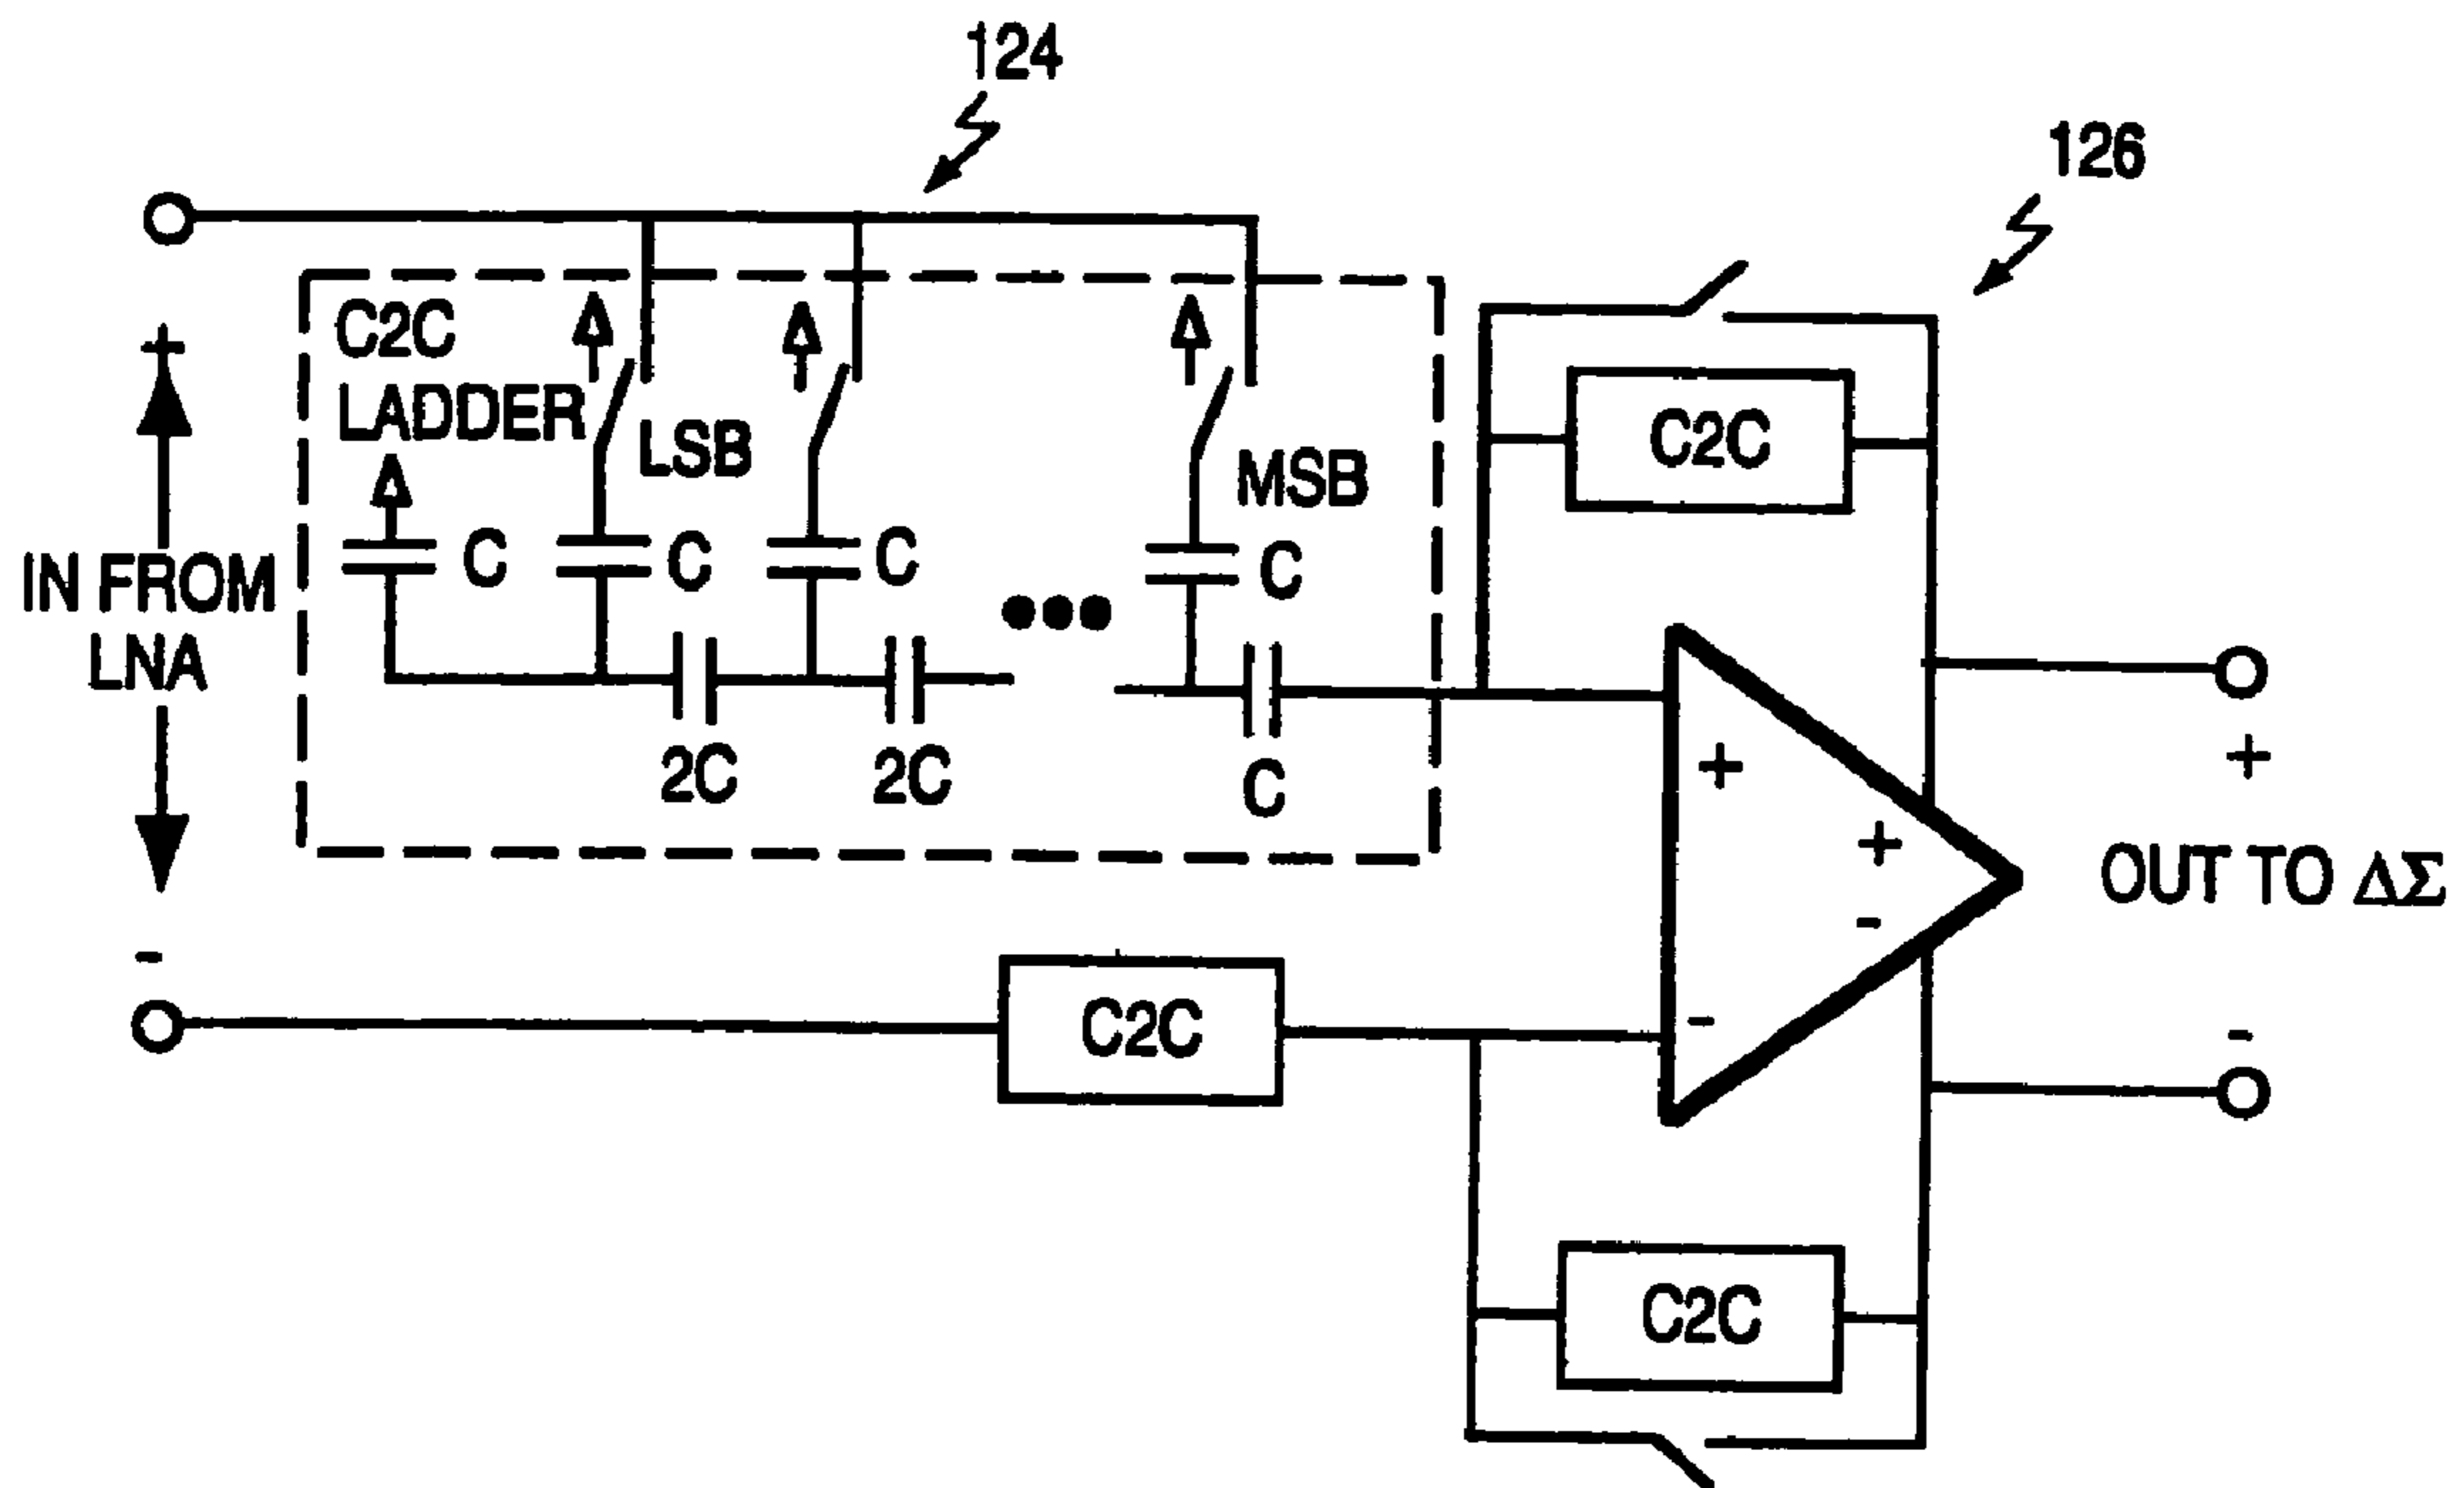 124
126
C2C
LADDER
LSB
MSB
C2C
+
C
C
C
C
IN FROM
LNA
2C
2C
C
+
+
+
-
OUT TO ΔΣ
-
C2C
-
-
C2C